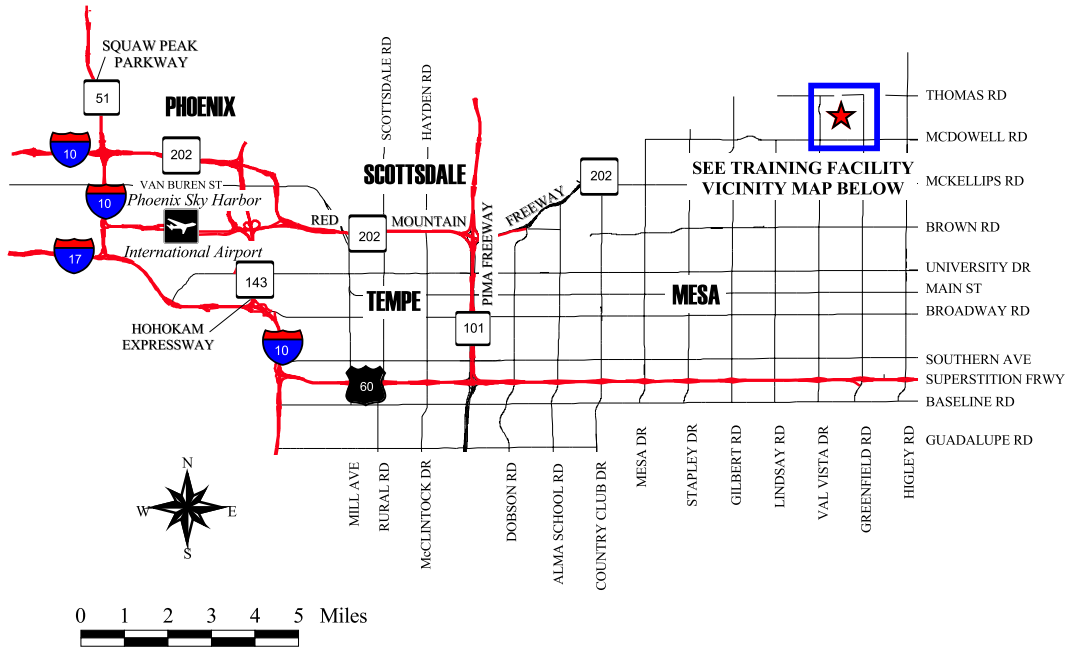 SQUAW PEAK
PARKWAY
51
PHOENIX
10
202
VAN BUREN ST
10
Phoenix Sky Harbor
International Airport
17
143
HOHOKAM
EXPRESSWAY
10
SCOTTSDALE RD
HAYDEN RD
SCOTTSDALE
RED
202
MOUNTAIN
FREEWAY
202
PIMA FREEWAY
101
TEMPE
MESA
60
SEE TRAINING FACILITY
VICINITY MAP BELOW
THOMAS RD
MCDOWELL RD
MCKELLIPS RD
BROWN RD
UNIVERSITY DR
MAIN ST
BROADWAY RD
SOUTHERN AVE
SUPERSTITION FRWY
BASELINE RD
GUADALUPE RD
MILL AVE
RURAL RD
McCLINTOCK DR
DOBSON RD
ALMA SCHOOL RD
COUNTRY CLUB DR
MESA DR
STAPLEY DR
GILBERT RD
LINDSAY RD
VAL VISTA DR
GREENFIELD RD
HIGLEY RD
N
W E
S
0 1 2 3 4 5 Miles